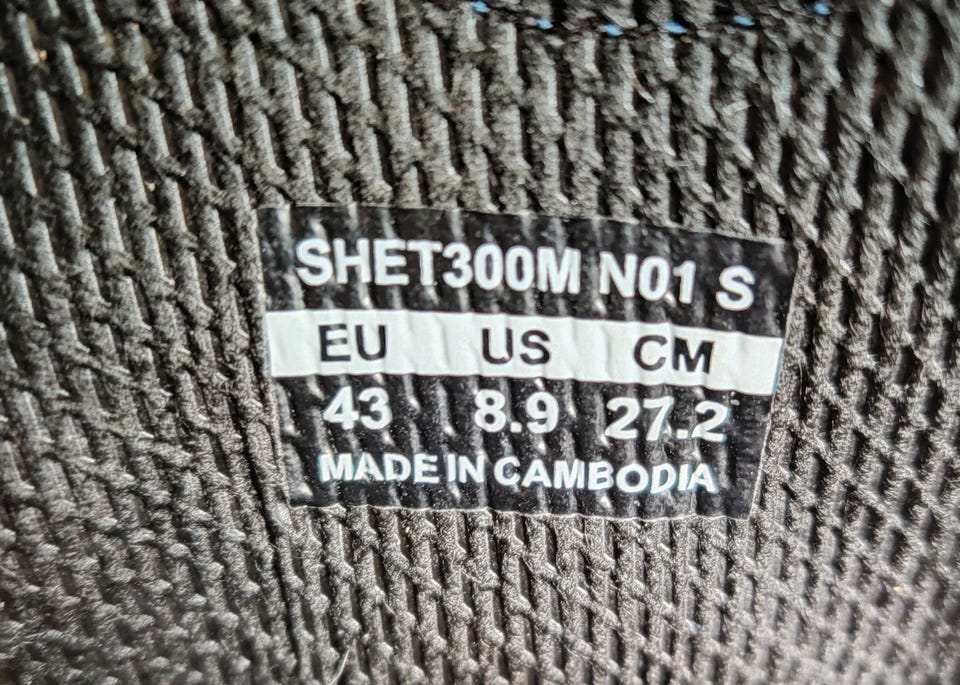 SHET300M N01 S
EU US CM
43 8.9 27.2
MADE IN CAMBODIA